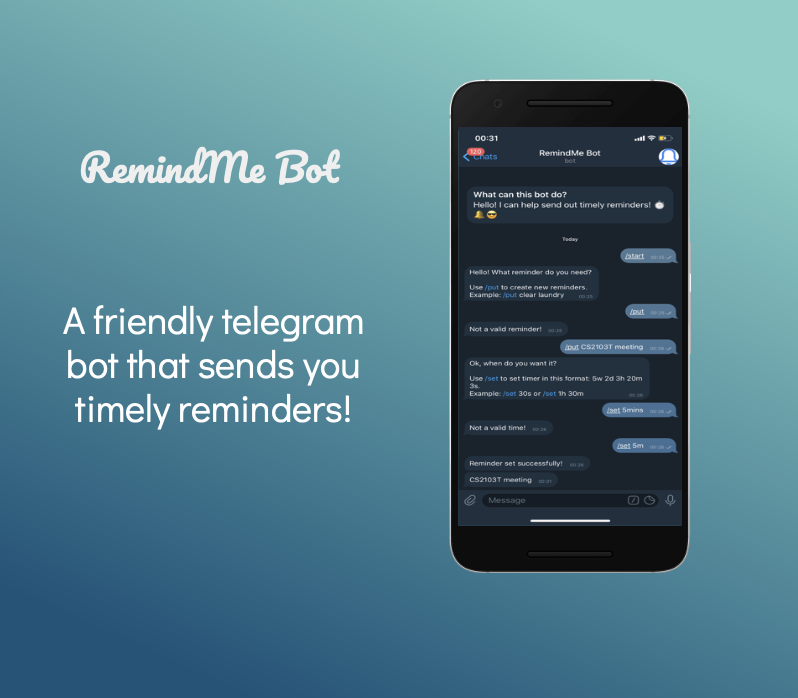 RemindMe Bot
A friendly telegram
bot that sends you
timely reminders!
00:31
120
Chats
RemindMe Bot
bot
What can this bot do?
Hello! I can help send out timely reminders! ⏱
🔔 😎
Today
/start
Hello! What reminder do you need?
Use /put to create new reminders.
Example: /put clear laundry
/put
Not a valid reminder!
/put CS2103T meeting
Ok, when do you want it?
Use /set to set timer in this format: 5w 2d 3h 20m
3s.
Example: /set 30s or /set 1h 30m
/set 5mins
Not a valid time!
/set 5m
Reminder set successfully!
CS2103T meeting 00:31
Message